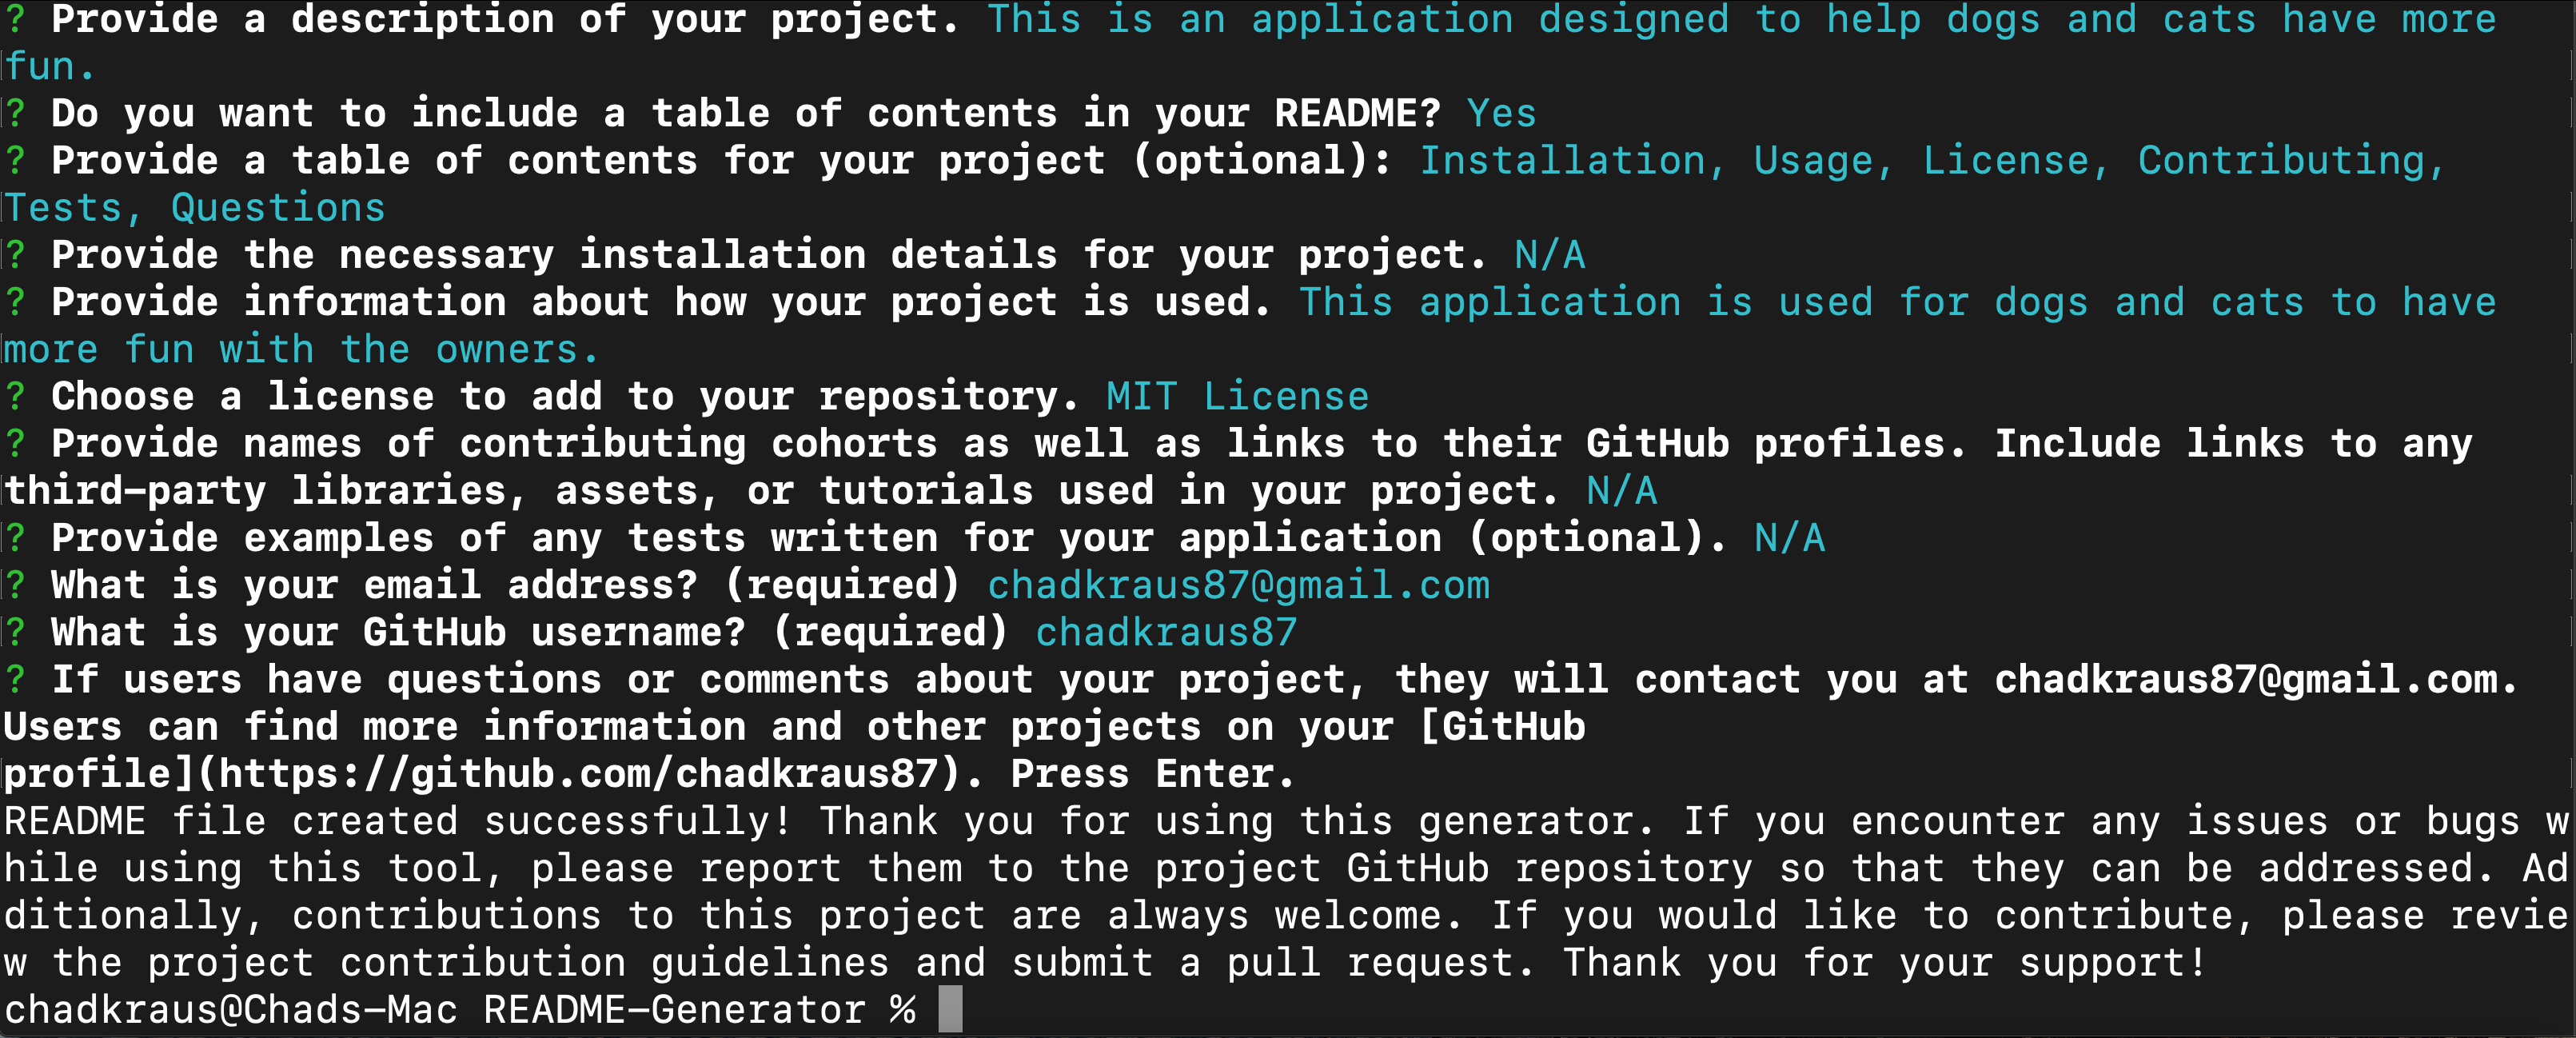 ? Provide a description of your project. This is an application designed to help dogs and cats have more
fun.
? Do you want to include a table of contents in your README? Yes
? Provide a table of contents for your project (optional): Installation, Usage, License, Contributing,
Tests, Questions
? Provide the necessary installation details for your project. N/A
? Provide information about how your project is used. This application is used for dogs and cats to have
more fun with the owners.
? Choose a license to add to your repository. MIT License
? Provide names of contributing cohorts as well as links to their GitHub profiles. Include links to any
third-party libraries, assets, or tutorials used in your project. N/A
? Provide examples of any tests written for your application (optional). N/A
? What is your email address? (required) chadkraus87@gmail.com
? What is your GitHub username? (required) chadkraus87
? If users have questions or comments about your project, they will contact you at chadkraus87@gmail.com.
Users can find more information and other projects on your [GitHub
profile](https://github.com/chadkraus87). Press Enter.
README file created successfully! Thank you for using this generator. If you encounter any issues or bugs w
hile using this tool, please report them to the project GitHub repository so that they can be addressed. Ad
ditionally, contributions to this project are always welcome. If you would like to contribute, please revie
w the project contribution guidelines and submit a pull request. Thank you for your support!
chadkraus@Chads-Mac README-Generator %